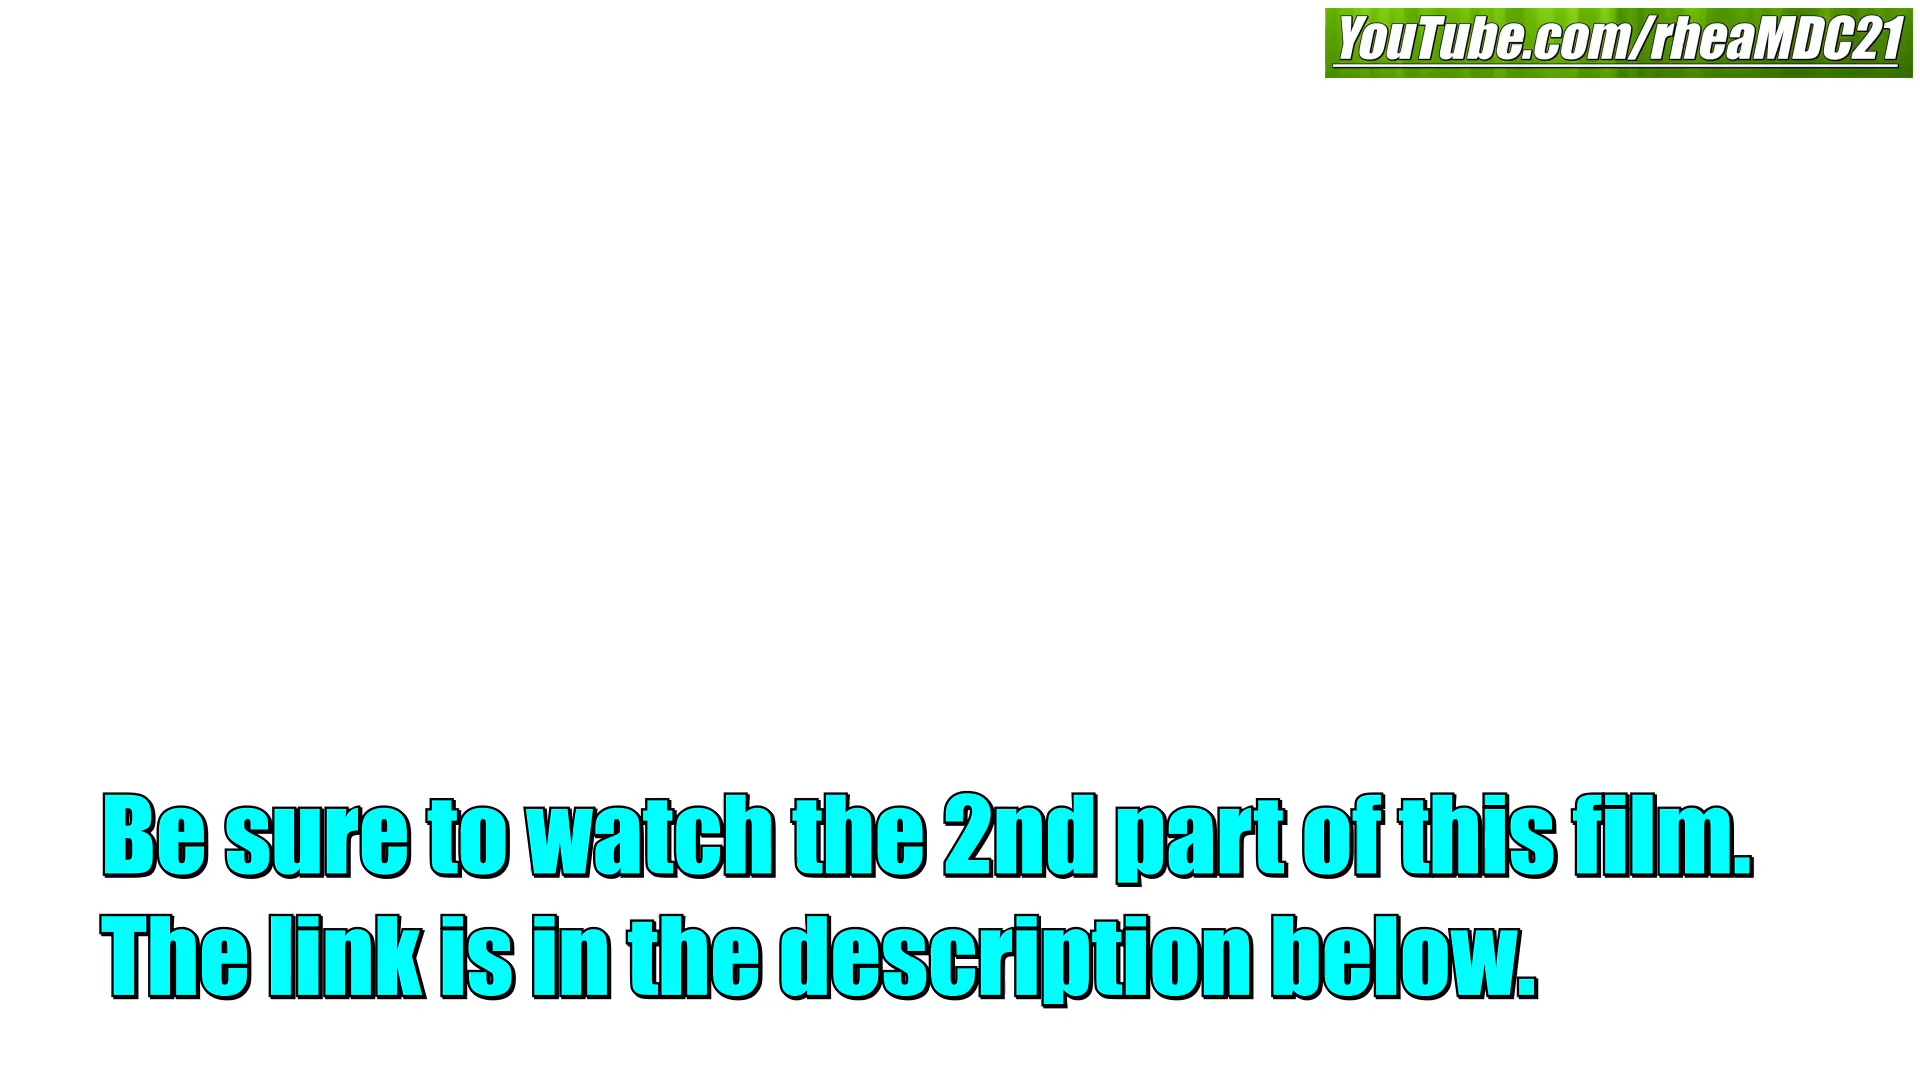 YouTube.com/rheaMDC21
Be sure to watch the 2nd part of this film.
The link is in the description below.